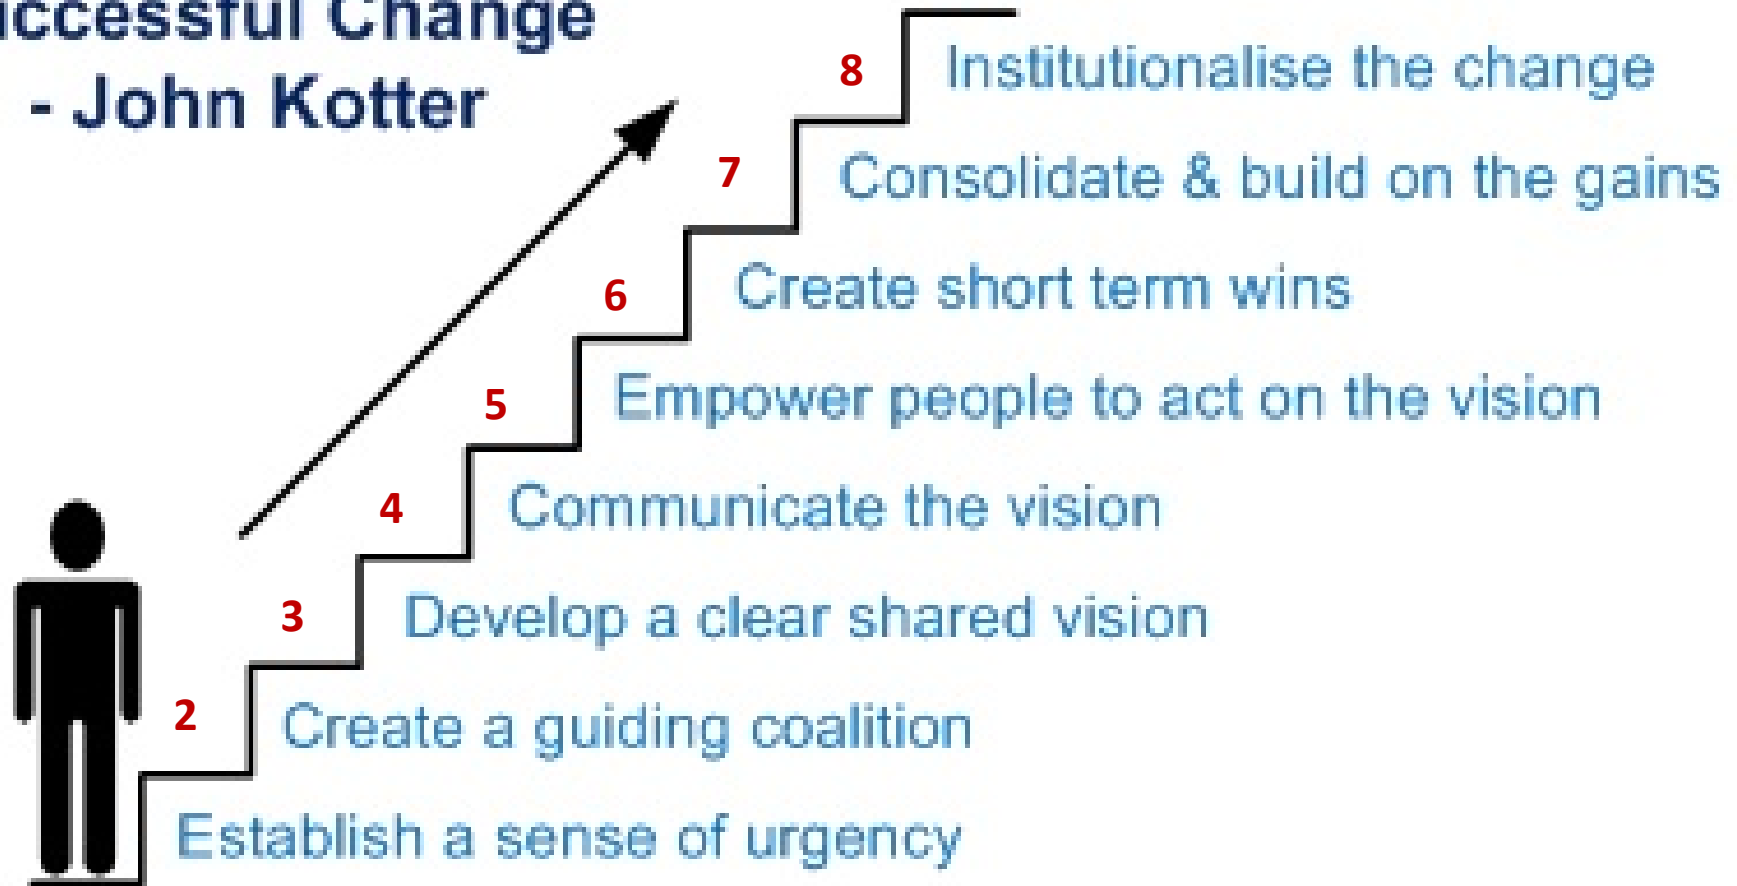 uccessful Change
- John Kotter
8 Institutionalise the change
7 Consolidate & build on the gains
6 Create short term wins
5 Empower people to act on the vision
4 Communicate the vision
3 Develop a clear shared vision
2 Create a guiding coalition
Establish a sense of urgency